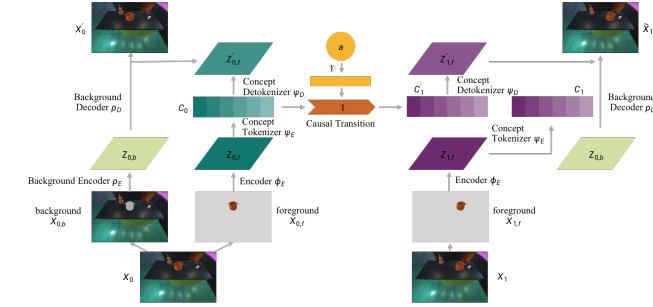 X′0
Z′0,f
a
𝒱
Z′1,f
X̃1
Background
Decoder ρD
Concept
Detokenizer ψD
C0
T
Causal Transition
C′1
Concept
Detokenizer ψD
C1
Background
Decoder ρD
Concept
Tokenizer ψE
Concept
Tokenizer ψE
Z0,b
Z0,f
Z1,f
Z0,b
Background Encoder ρE
Encoder ϕE
Encoder ϕE
background
X0,b
foreground
X0,f
foreground
X1,f
X0
X1